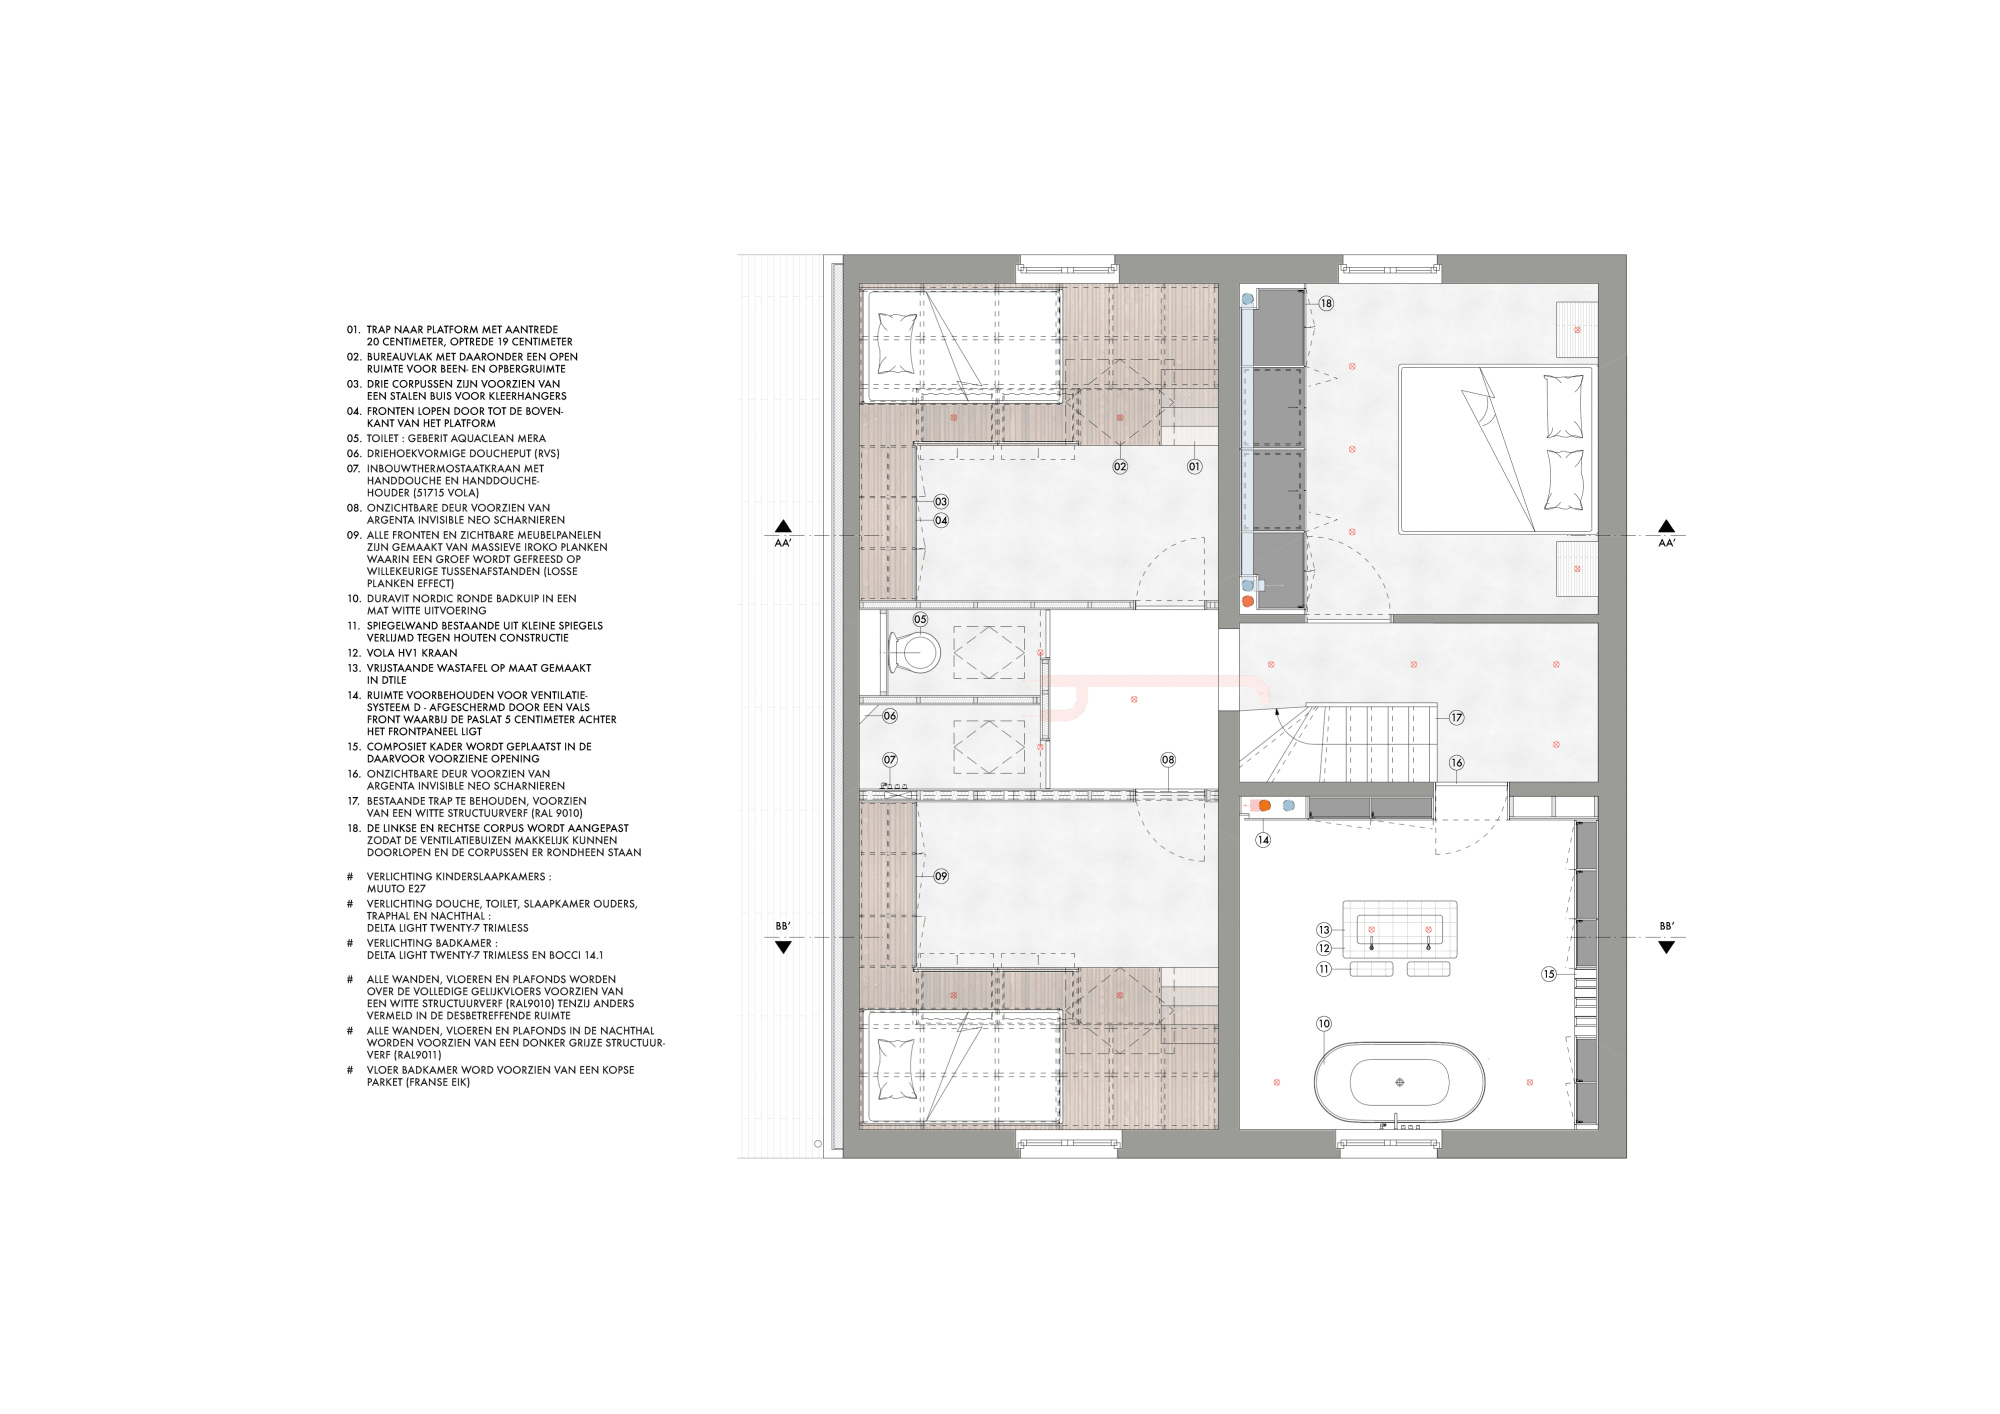 01. TRAP NAAR PLATFORM MET AANTREDE
20 CENTIMETER, OPTREDE 19 CENTIMETER
02. BUREAUVLAK MET DAARONDER EEN OPEN
RUIMTE VOOR BEEN- EN OPBERGRUIMTE
03. DRIE CORPUSSEN ZIJN VOORZIEN VAN
EEN STALEN BUIS VOOR KLEERHANGERS
04. FRONTEN LOPEN DOOR TOT DE BOVEN-
KANT VAN HET PLATFORM
05. TOILET : GEBERIT AQUACLEAN MERA
06. DRIEHOEKVORMIGE DOUCHEPUT (RVS)
07. INBOUWTHERMOSTAATKRAAN MET
HANDDOUCHE EN HANDDOUCHE-
HOUDER (51715 VOLA)
08. ONZICHTBARE DEUR VOORZIEN VAN
ARGENTA INVISIBLE NEO SCHARNIEREN
09. ALLE FRONTEN EN ZICHTBARE MEUBELPANELEN
ZIJN GEMAAKT VAN MASSIEVE IROKO PLANKEN
WAARIN EEN GROEF WORDT GEFREESD OP
WILLEKEURIGE TUSSENAFSTANDEN (LOSSE
PLANKEN EFFECT)
10. DURAVIT NORDIC RONDE BADKUIP IN EEN
MAT WITTE UITVOERING
11. SPIEGELWAND BESTAANDE UIT KLEINE SPIEGELS
VERLIJMD TEGEN HOUTEN CONSTRUCTIE
12. VOLA HV1 KRAAN
13. VRIJSTAANDE WASTAFEL OP MAAT GEMAAKT
IN DTILE
14. RUIMTE VOORBEHOUDEN VOOR VENTILATIE-
SYSTEEM D - AFGESCHERMD DOOR EEN VALS
FRONT WAARBIJ DE PASLAT 5 CENTIMETER ACHTER
HET FRONTPANEEL LIGT
15. COMPOSIET KADER WORDT GEPLAATST IN DE
DAARVOOR VOORZIENE OPENING
16. ONZICHTBARE DEUR VOORZIEN VAN
ARGENTA INVISIBLE NEO SCHARNIEREN
17. BESTAANDE TRAP TE BEHOUDEN, VOORZIEN
VAN EEN WITTE STRUCTUURVERF (RAL 9010)
18. DE LINKSE EN RECHTSE CORPUS WORDT AANGEPAST
ZODAT DE VENTILATIEBUIZEN MAKKELIJK KUNNEN
DOORLOPEN EN DE CORPUSSEN ER RONDHEEN STAAN
# VERLICHTING KINDERSLAAPKAMERS :
MUUTO E27
# VERLICHTING DOUCHE, TOILET, SLAAPKAMER OUDERS,
TRAPHAL EN NACHTHAL :
DELTA LIGHT TWENTY-7 TRIMLESS
# VERLICHTING BADKAMER :
DELTA LIGHT TWENTY-7 TRIMLESS EN BOCCI 14.1
# ALLE WANDEN, VLOEREN EN PLAFONDS WORDEN
OVER DE VOLLEDIGE GELIJKVLOERS VOORZIEN VAN
EEN WITTE STRUCTUURVERF (RAL9010) TENZIJ ANDERS
VERMELD IN DE DESBETREFFENDE RUIMTE
# ALLE WANDEN, VLOEREN EN PLAFONDS IN DE NACHTHAL
WORDEN VOORZIEN VAN EEN DONKER GRIJZE STRUCTUUR-
VERF (RAL9011)
# VLOER BADKAMER WORD VOORZIEN VAN EEN KOPSE
PARKET (FRANSE EIK)
18
02
01
03
04
AA'
AA'
05
06
17
07
08
16
14
09
BB'
BB'
13
12
11
15
10